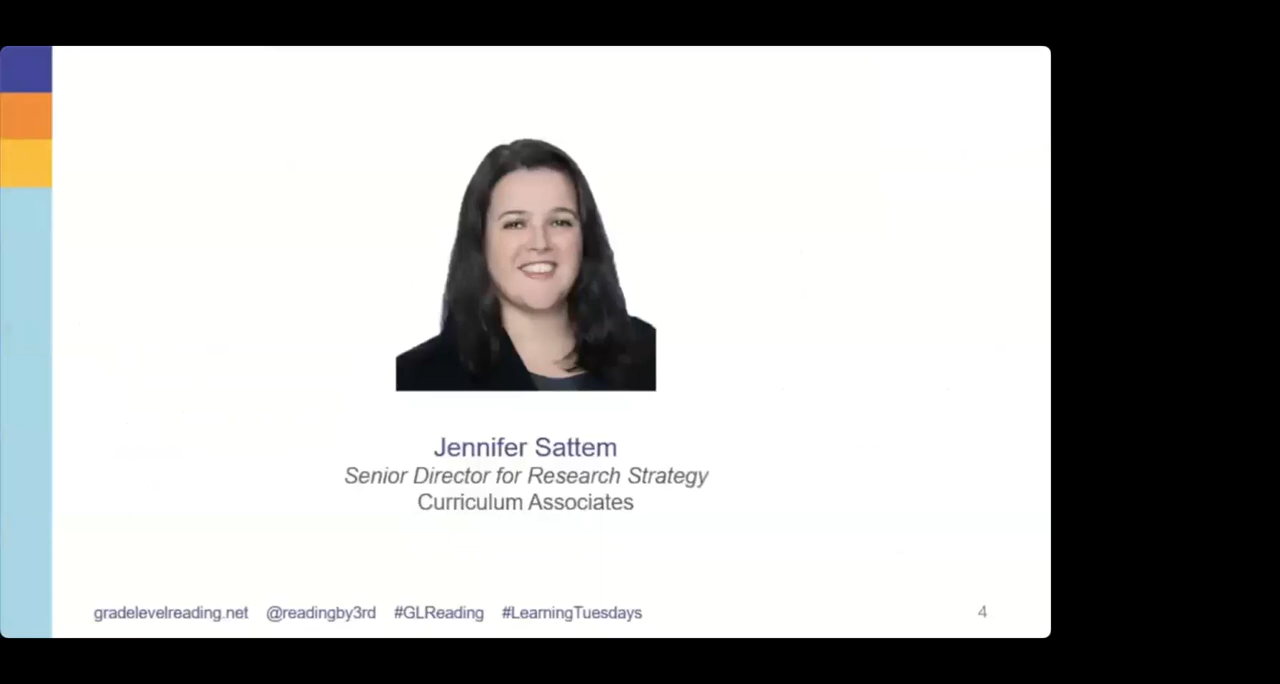 Jennifer Sattem
Senior Director for Research Strategy
Curriculum Associates
gradelevelreading.net @readingby3rd #GLReading #LearningTuesdays 4